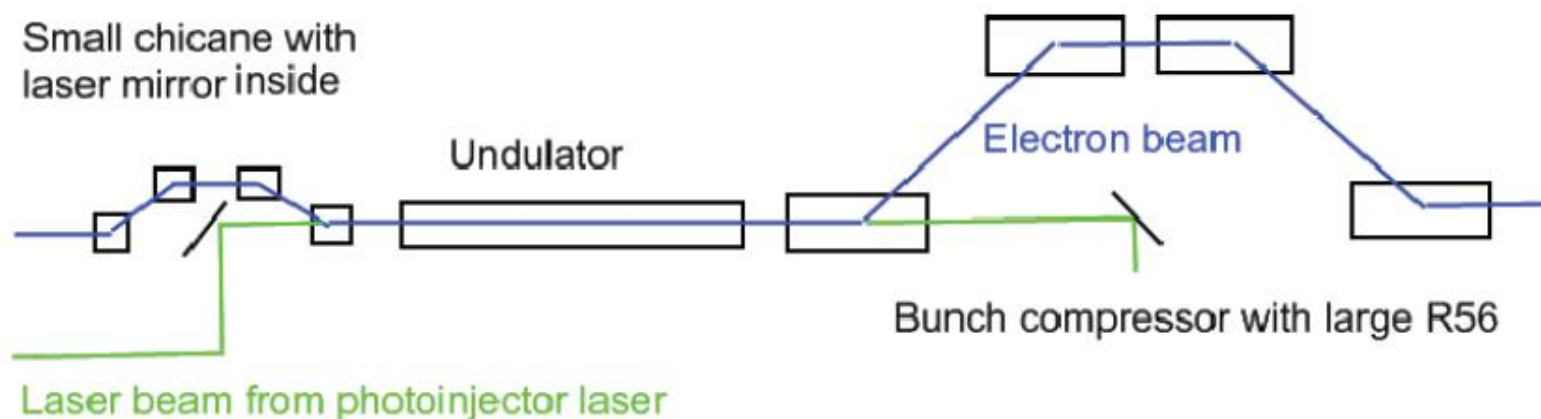 Small chicane with
laser mirror inside
Undulator
Electron beam
Bunch compressor with large R56
Laser beam from photoinjector laser